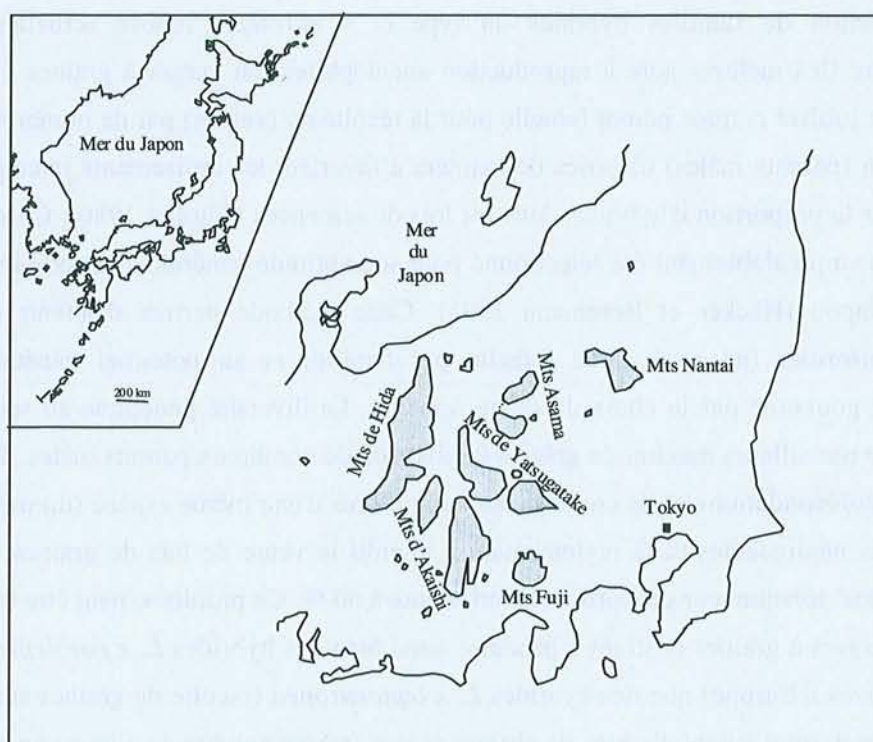 Mer du Japon
200 km
Mer
du
Japon
Mts de Hida
Mts Asama
Mts Nantai
Ms de Yatsugatake
Mts d'Akaishi
Tokyo
Mts Fuji